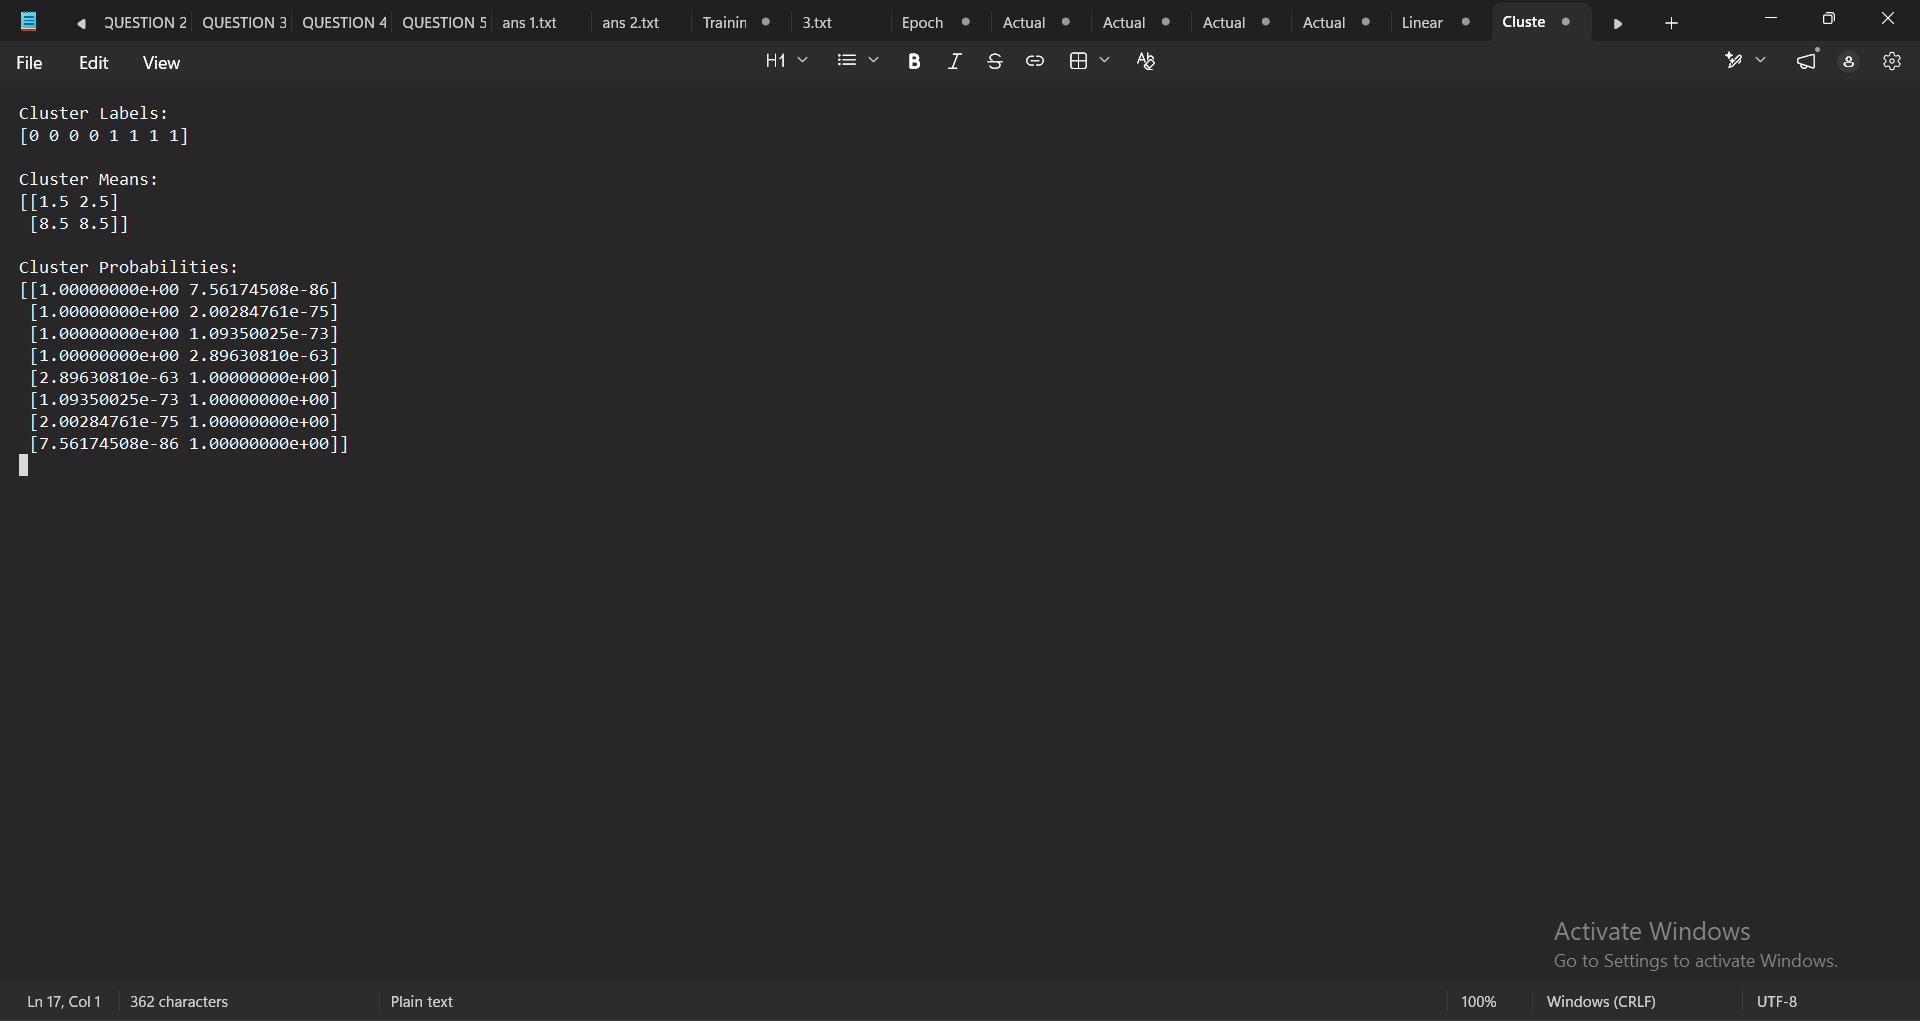 QUESTION 2 QUESTION 3 QUESTION 4 QUESTION 5 ans 1.txt ans 2.txt Trainin 3.txt Epoch Actual Actual Actual Actual Linear Cluste
File Edit View H1
Cluster Labels:
[0 0 0 0 1 1 1 1]
Cluster Means:
[[1.5 2.5]
[8.5 8.5]]
Cluster Probabilities:
[[1.00000000e+00 7.56174508e-86]
[1.00000000e+00 2.00284761e-75]
[1.00000000e+00 1.09350025e-73]
[1.00000000e+00 2.89630810e-63]
[2.89630810e-63 1.00000000e+00]
[1.09350025e-73 1.00000000e+00]
[2.00284761e-75 1.00000000e+00]
[7.56174508e-86 1.00000000e+00]]
Activate Windows
Go to Settings to activate Windows.
Ln 17, Col 1 362 characters Plain text 100% Windows (CRLF) UTF-8